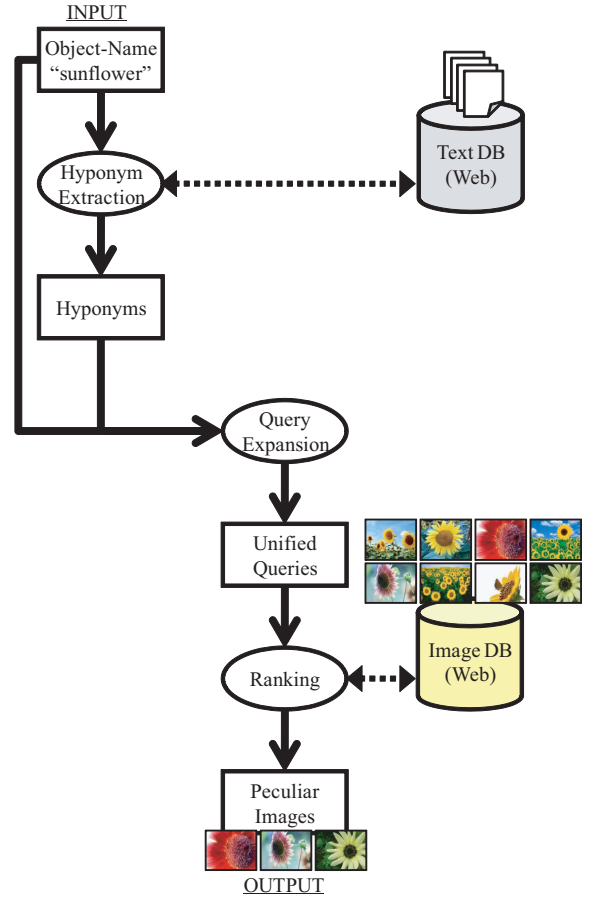 INPUT
Object-Name
“sunflower”
Hyponym
Extraction
Text DB
(Web)
Hyponyms
Query
Expansion
Unified
Queries
Ranking
Image DB
(Web)
Peculiar
Images
OUTPUT